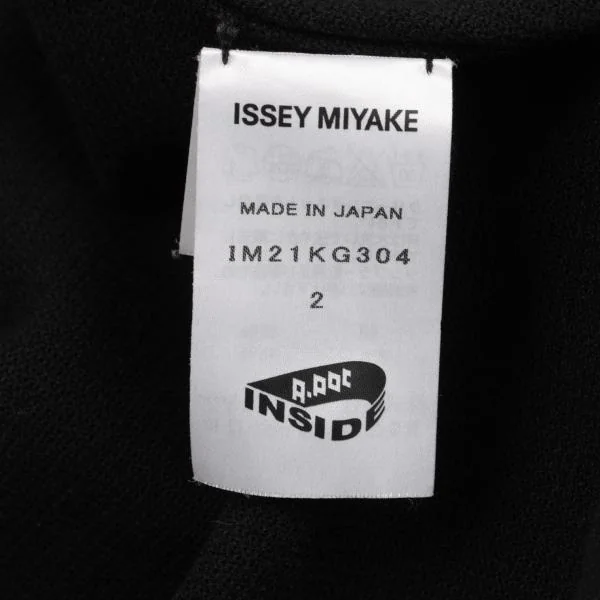 ISSEY MIYAKE
MADE IN JAPAN
IM21KG304
2
A.POC
INSIDE